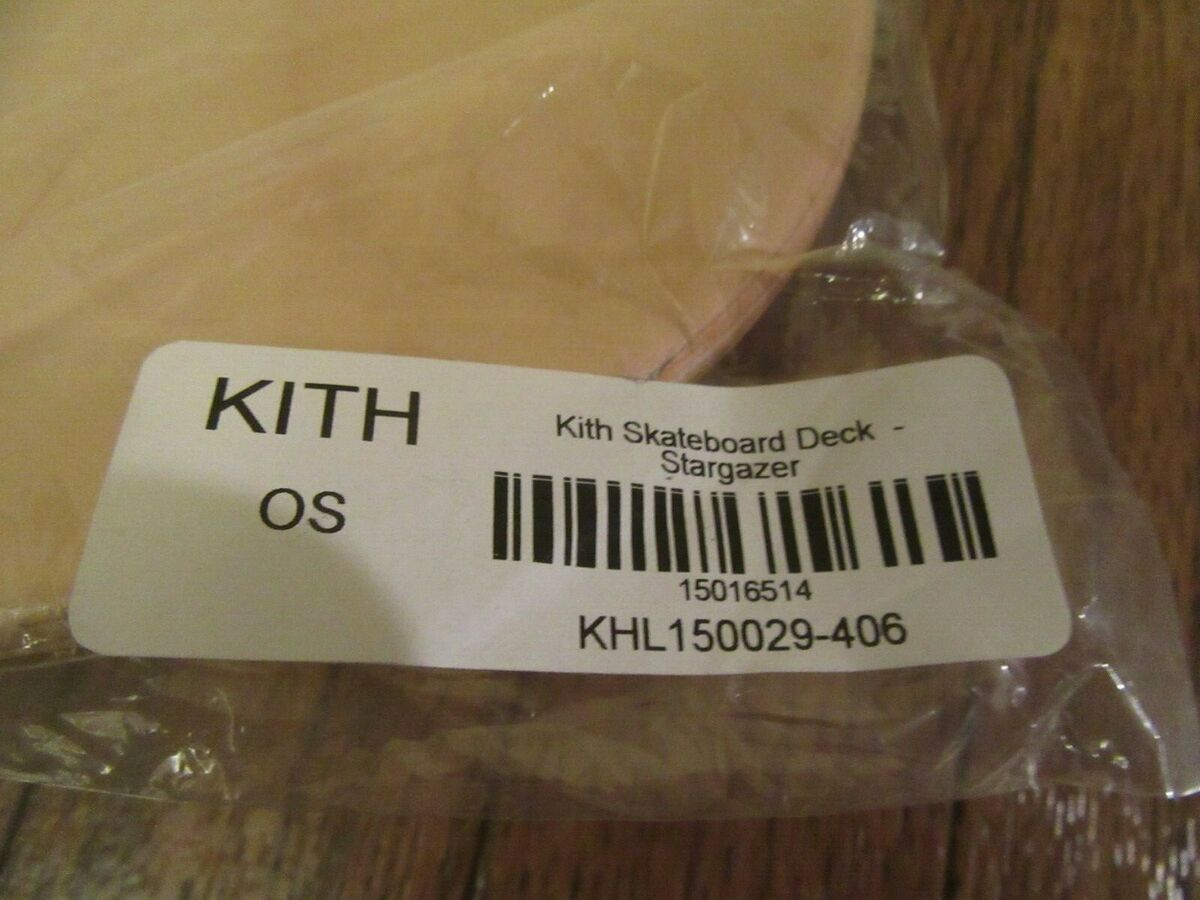 KITH
OS
Kith Skateboard Deck -
Stargazer
15016514
KHL150029-406